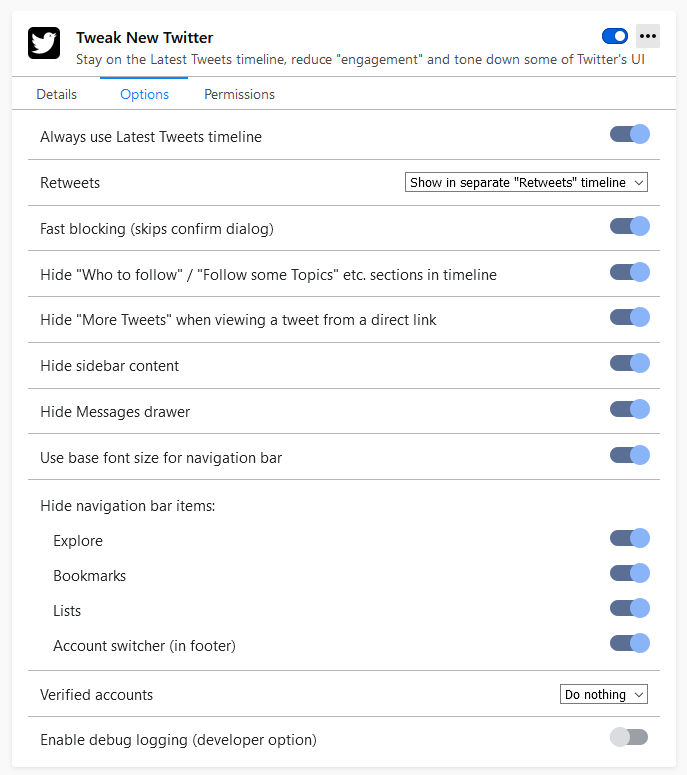 Tweak New Twitter
Stay on the Latest Tweets timeline, reduce "engagement" and tone down some of Twitter's UI
Details Options Permissions
Always use Latest Tweets timeline
Retweets Show in separate "Retweets" timeline
Fast blocking (skips confirm dialog)
Hide "Who to follow" / "Follow some Topics" etc. sections in timeline
Hide "More Tweets" when viewing a tweet from a direct link
Hide sidebar content
Hide Messages drawer
Use base font size for navigation bar
Hide navigation bar items:
Explore
Bookmarks
Lists
Account switcher (in footer)
Verified accounts Do nothing
Enable debug logging (developer option)